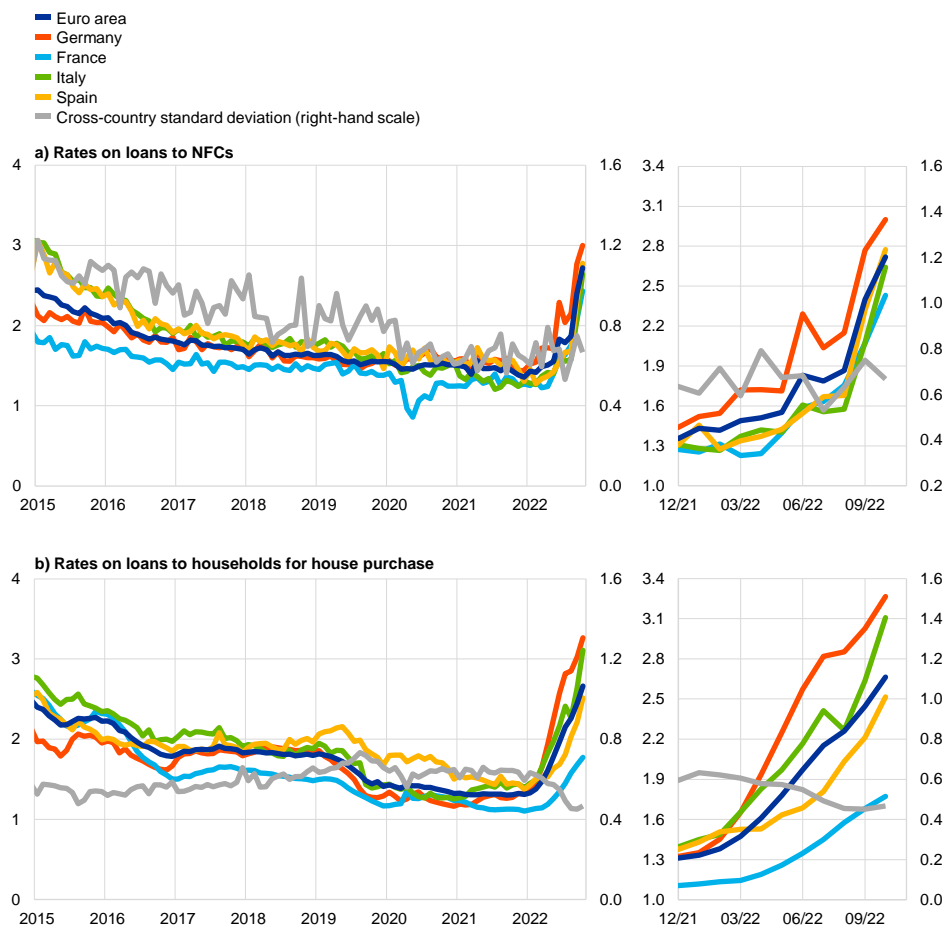 Euro area
Germany
France
Italy
Spain
Cross-country standard deviation (right-hand scale)
a) Rates on loans to NFCs
4 1.6 3.4 1.6
3.1 1.4
3 1.2 2.8 1.2
2.5 1.0
2 0.8 2.2 0.8
1.9
1 0.4 1.6 0.6
1.3 0.4
0 0.0 1.0 0.2
2015 2016 2017 2018 2019 2020 2021 2022 12/21 03/22 06/22 09/22
b) Rates on loans to households for house purchase
4 1.6 3.4 1.6
3.1 1.4
3 1.2 2.8 1.2
2.5 1.0
2 0.8 2.2 0.8
1.9 0.6
1 0.4 1.6 0.4
1.3 0.2
0 0.0 1.0 0.0
2015 2016 2017 2018 2019 2020 2021 2022 12/21 03/22 06/22 09/22